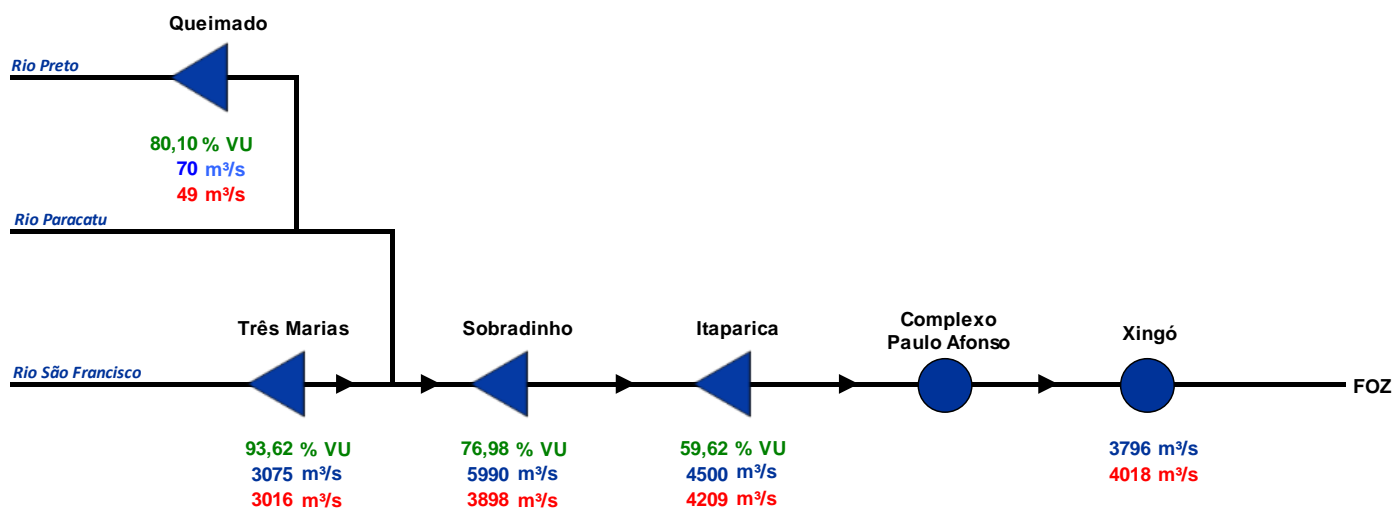 Queimado
Rio Preto
80,10 % VU
70 m³/s
49 m³/s
Rio Paracatu
Três Marias
Sobradinho
Itaparica
Complexo
Paulo Afonso
Xingó
Rio São Francisco
FOZ
93,62 % VU
3075 m³/s
3016 m³/s
76,98 % VU
5990 m³/s
3898 m³/s
59,62 % VU
4500 m³/s
4209 m³/s
3796 m³/s
4018 m³/s